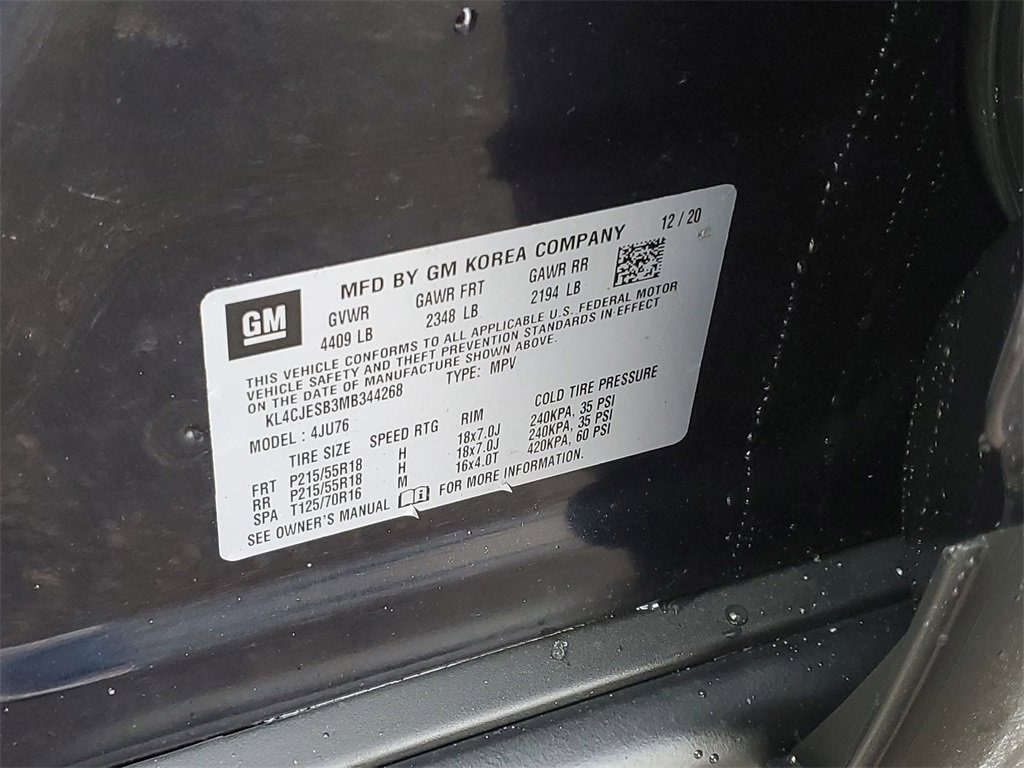 GM
MFD BY GM KOREA COMPANY 12 / 20
GVWR GAWR FRT GAWR RR
4409 LB 2348 LB 2194 LB
THIS VEHICLE CONFORMS TO ALL APPLICABLE U.S. FEDERAL MOTOR
VEHICLE SAFETY AND THEFT PREVENTION STANDARDS IN EFFECT
ON THE DATE OF MANUFACTURE SHOWN ABOVE.
KL4CJESB3MB344268 TYPE: MPV
MODEL : 4JU76
TIRE SIZE SPEED RTG RIM COLD TIRE PRESSURE
FRT P215/55R18 H 18x7.0J 240KPA, 35 PSI
RR P215/55R18 H 18x7.0J 240KPA, 35 PSI
SPA T125/70R16 M 16x4.0T 420KPA, 60 PSI
SEE OWNER'S MANUAL FOR MORE INFORMATION.